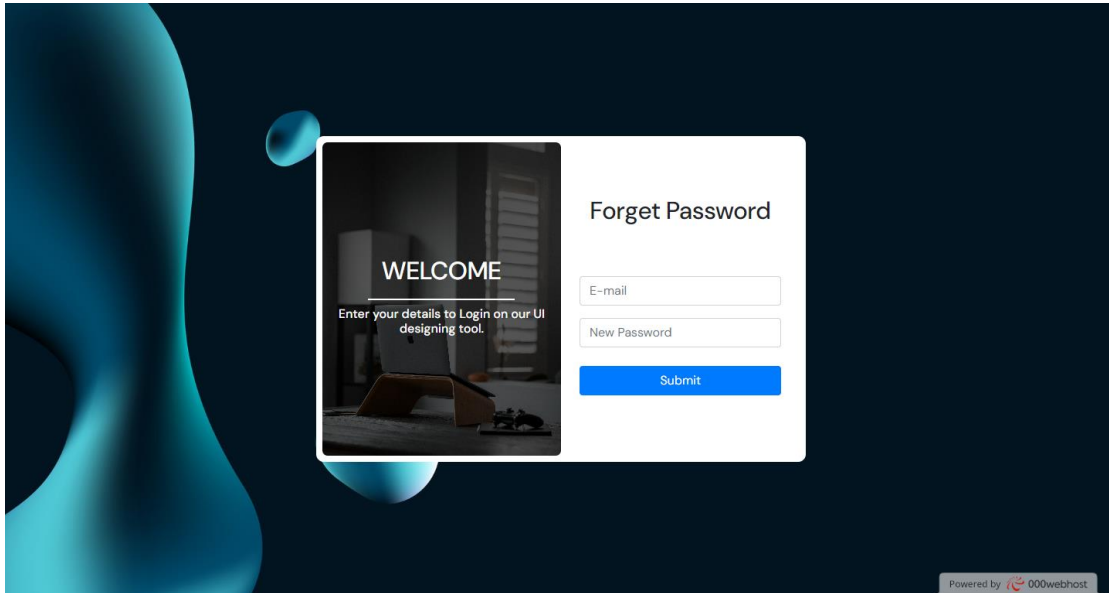 WELCOME
Enter your details to Login on our UI
designing tool.
Forget Password
E-mail
New Password
Submit
Powered by 000webhost